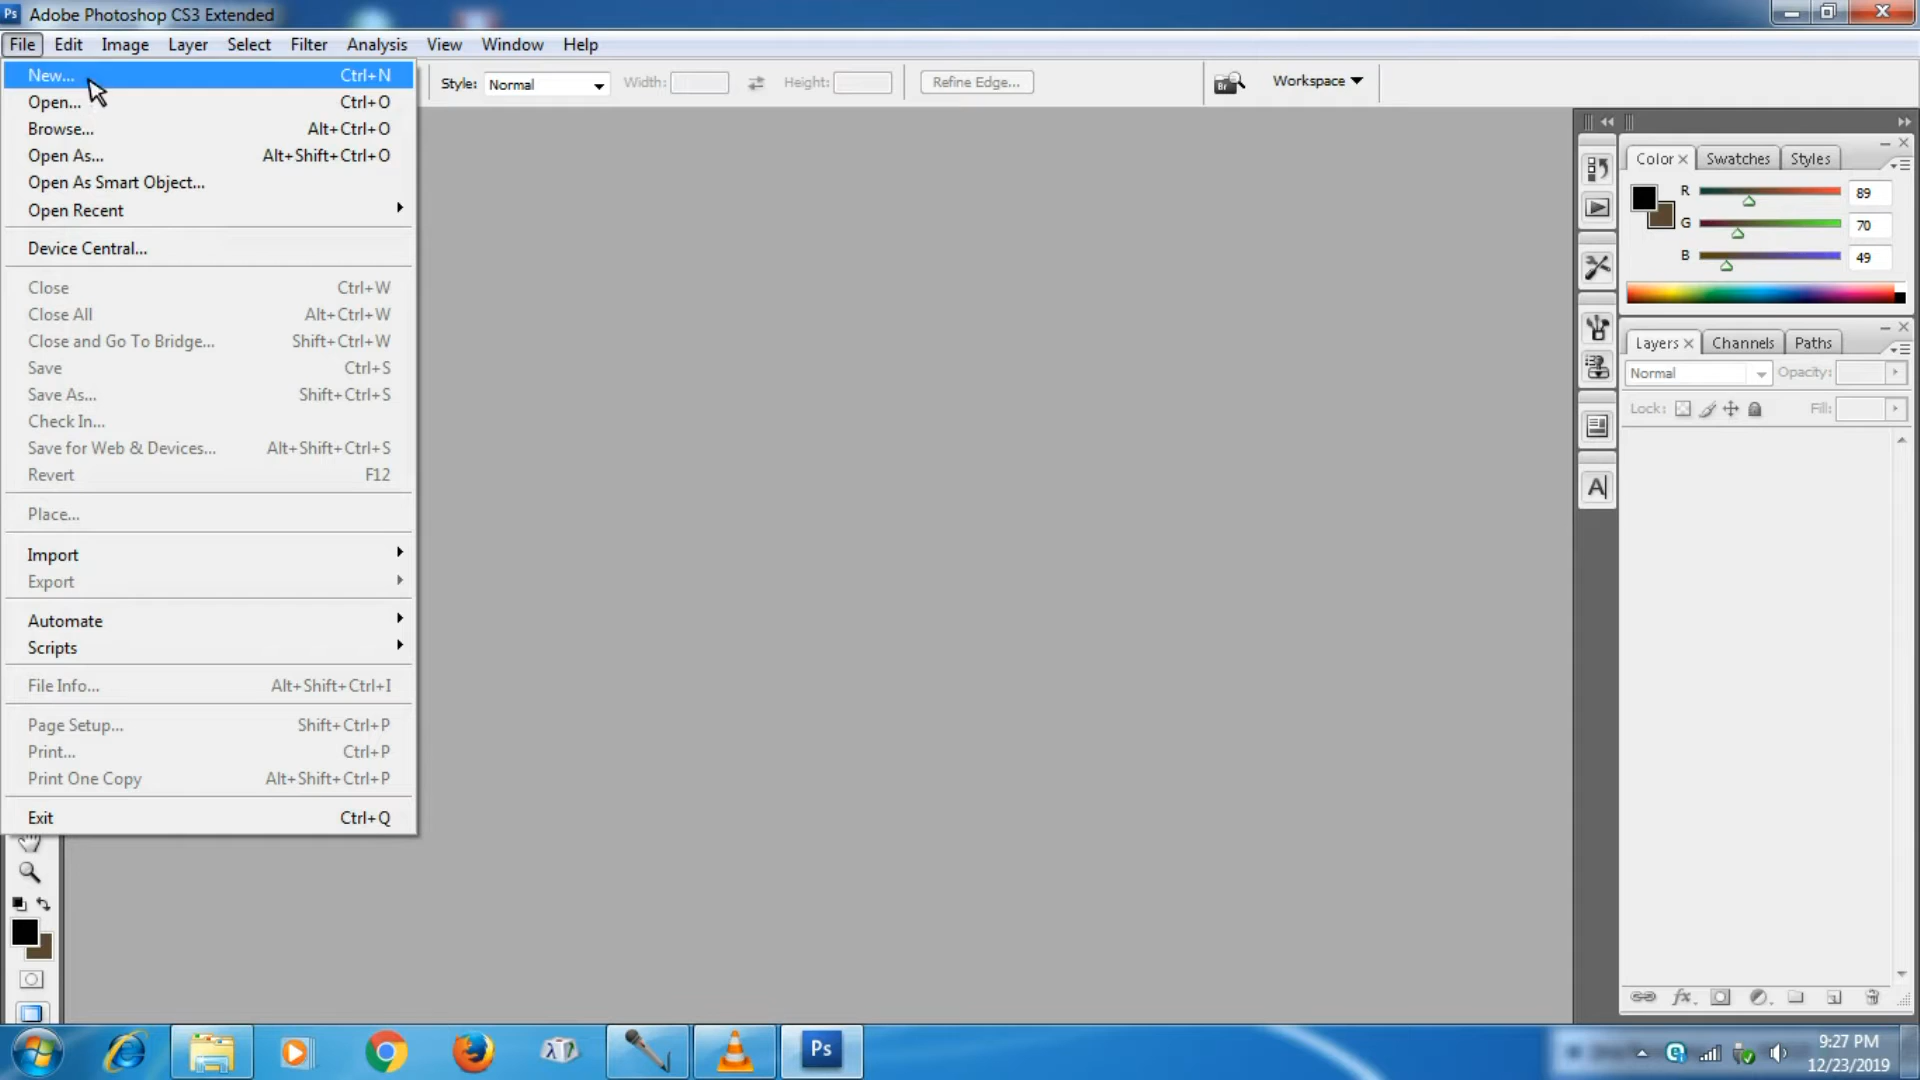 Ps Adobe Photoshop CS3 Extended
File Edit Image Layer Select Filter Analysis View Window Help
New... Ctrl+N
Style: Normal Width: Height: Refine Edge... Br Workspace
Open... Ctrl+O
Browse... Alt+Ctrl+O
Open As... Alt+Shift+Ctrl+O
Open As Smart Object...
Open Recent
Device Central...
Close Ctrl+W
Close All Alt+Ctrl+W
Close and Go To Bridge... Shift+Ctrl+W
Save Ctrl+S
Save As... Shift+Ctrl+S
Check In...
Save for Web & Devices... Alt+Shift+Ctrl+S
Revert F12
Place...
Import
Export
Automate
Scripts
File Info... Alt+Shift+Ctrl+I
Page Setup... Shift+Ctrl+P
Print... Ctrl+P
Print One Copy Alt+Shift+Ctrl+P
Exit Ctrl+Q
Color Swatches Styles
R 89
G 70
B 49
Layers Channels Paths
Normal Opacity:
Lock: Fill:
A
fx
Ps
9:27 PM
12/23/2019